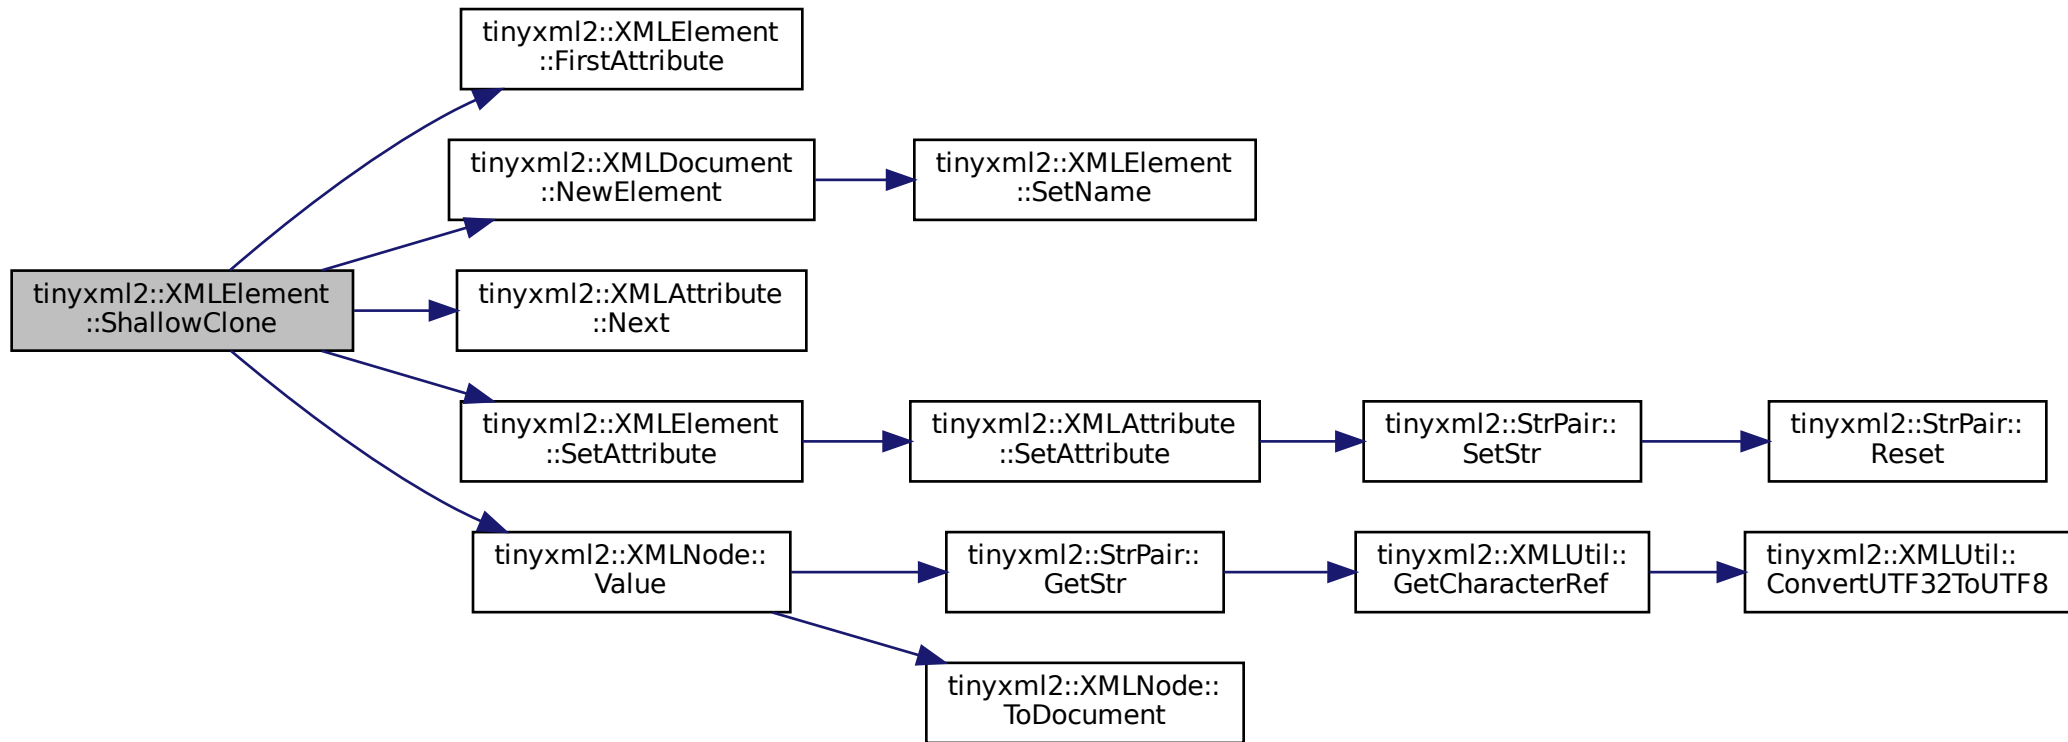 tinyxml2::XMLElement
::FirstAttribute
tinyxml2::XMLDocument
::NewElement
tinyxml2::XMLElement
::SetName
tinyxml2::XMLElement
::ShallowClone
tinyxml2::XMLAttribute
::Next
tinyxml2::XMLElement
::SetAttribute
tinyxml2::XMLAttribute
::SetAttribute
tinyxml2::StrPair::
SetStr
tinyxml2::StrPair::
Reset
tinyxml2::XMLNode::
Value
tinyxml2::StrPair::
GetStr
tinyxml2::XMLUtil::
GetCharacterRef
tinyxml2::XMLUtil::
ConvertUTF32ToUTF8
tinyxml2::XMLNode::
ToDocument